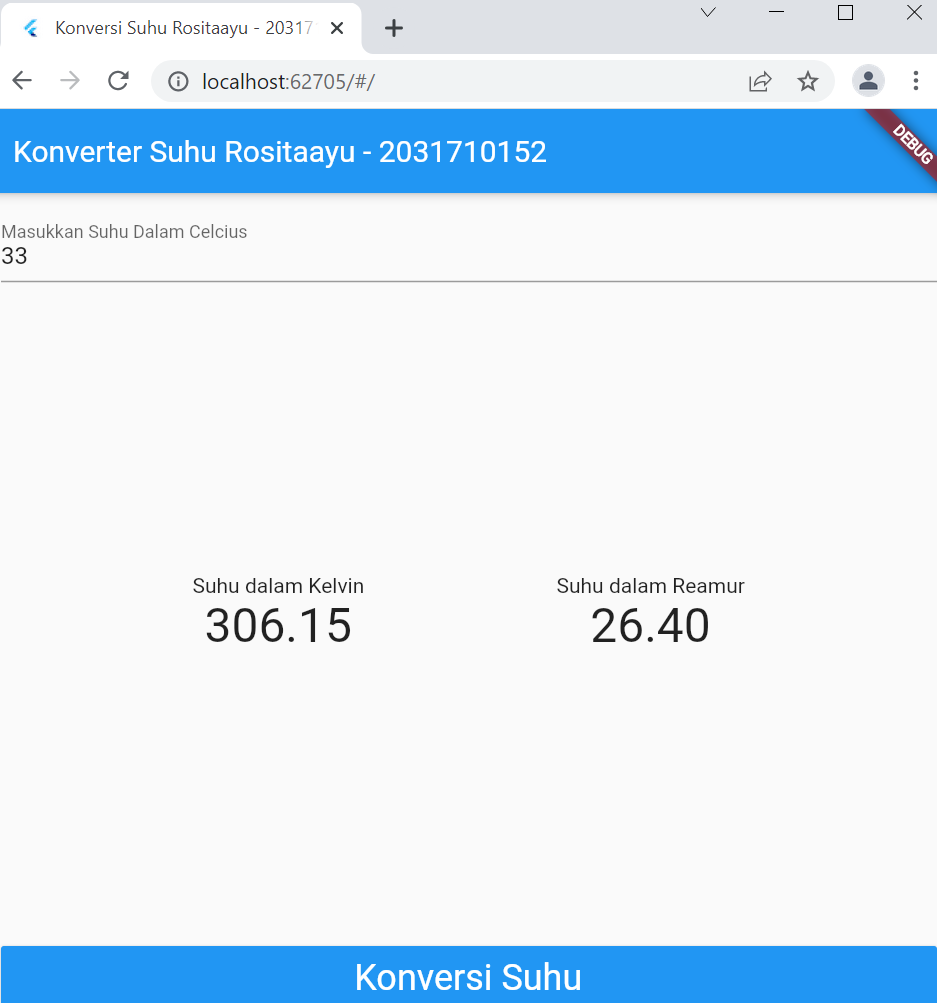 Konversi Suhu Rositaayu - 20317
localhost:62705/#/
Konverter Suhu Rositaayu - 2031710152
DEBUG
Masukkan Suhu Dalam Celcius
33
Suhu dalam Kelvin
Suhu dalam Reamur
306.15
26.40
Konversi Suhu